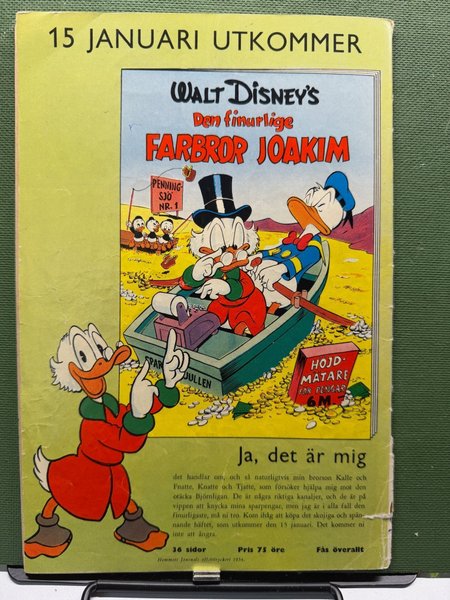 15 JANUARI UTKOMMER
WALT DISNEY'S
Den finurlige
FARBROR JOAKIM
PENNING-
SJÖ
NR. 1
HÖJD-
MÄTARE
FÖR PENGAR
6 M-
Ja, det är mig
det handlar om, och så naturligtvis min brorson Kalle och
Fnatte, Knatte och Tjatte, som försöker hjälpa mig mot den
otäcka Björnligan. De är några riktiga kanaljer, och de är på
vippen att knycka mina sparpengar, men jag är i alla fall den
finurligaste, må ni tro. Kom ihåg att köpa det skojiga och spän-
nande häftet, som utkommer den 15 januari. Det kommer ni
inte att ångra.
36 sidor Pris 75 öre Fås överallt